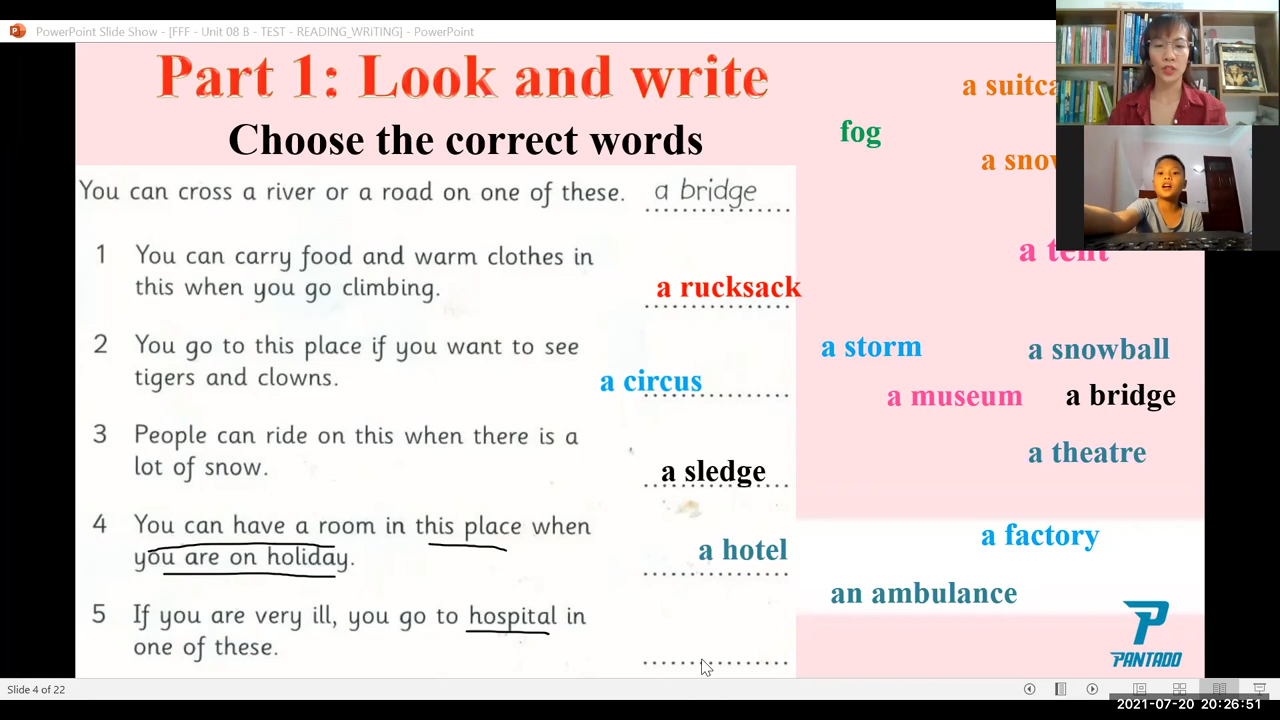 PowerPoint Slide Show - [FFF - Unit 08 B - TEST - READING_WRITING] - PowerPoint
Part 1: Look and write
Choose the correct words
You can cross a river or a road on one of these. a bridge
1 You can carry food and warm clothes in
this when you go climbing.
a rucksack
2 You go to this place if you want to see
tigers and clowns.
a circus
3 People can ride on this when there is a
lot of snow.
a sledge
4 You can have a room in this place when
you are on holiday.
a hotel
5 If you are very ill, you go to hospital in
one of these.
a suitca
fog
a snow
a tent
a storm
a snowball
a museum
a bridge
a theatre
a factory
an ambulance
PANTADO
Slide 4 of 22
2021-07-20 20:26:51